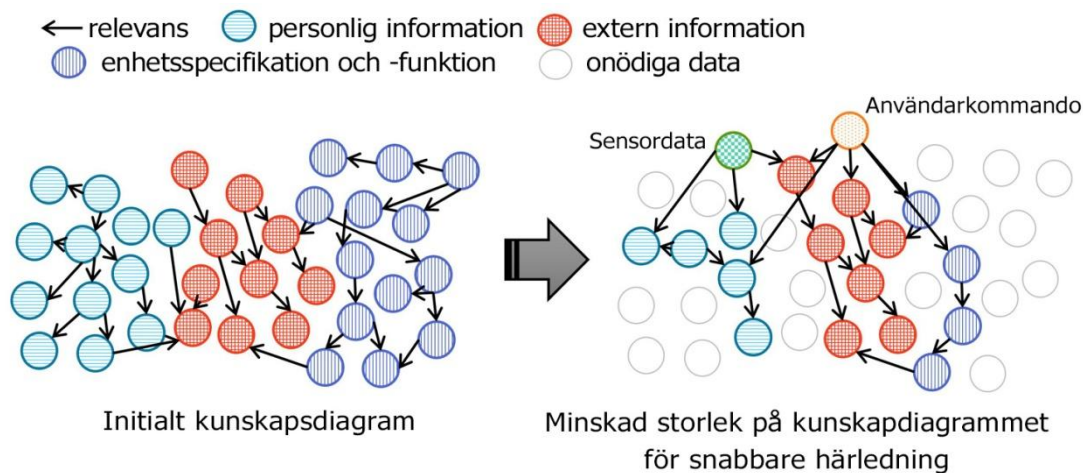 relevans personlig information extern information
enhetsspecifikation och -funktion onödiga data
Användarkommando
Sensordata
Initialt kunskapsdiagram
Minskad storlek på kunskapdiagrammet
för snabbare härledning